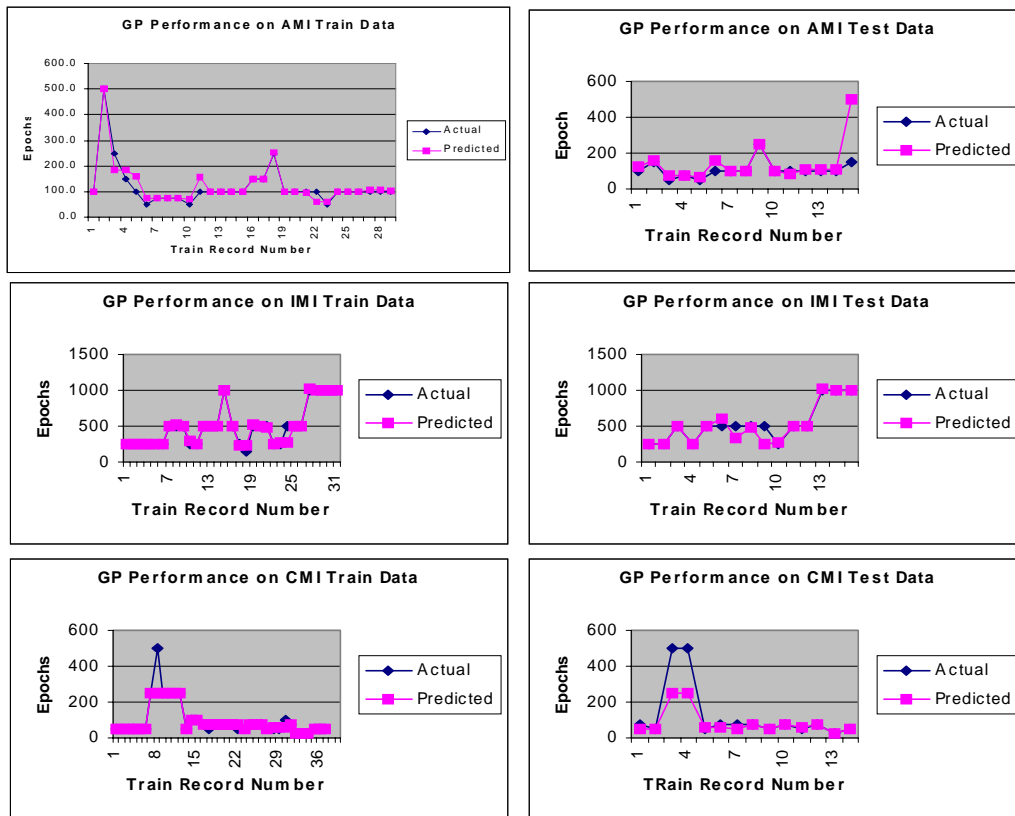 GP Performance on AMI Train Data
600.0
500.0
400.0
300.0
200.0
100.0
0.0
Epochs
1
4
7
10
13
16
19
22
25
28
Train Record Number
Actual
Predicted
GP Performance on AMI Test Data
600
400
200
0
Epoch
1
4
7
10
13
Train Record Number
Actual
Predicted
GP Performance on IMI Train Data
1500
1000
500
0
Epochs
1
7
13
19
25
31
Train Record Number
Actual
Predicted
GP Performance on IMI Test Data
1500
1000
500
0
Epochs
1
4
7
10
13
Train Record Number
Actual
Predicted
GP Performance on CMI Train Data
600
400
200
0
Epochs
1
8
15
22
29
36
Train Record Number
Actual
Predicted
GP Performance on CMI Test Data
600
400
200
0
Epochs
1
4
7
10
13
TRain Record Number
Actual
Predicted